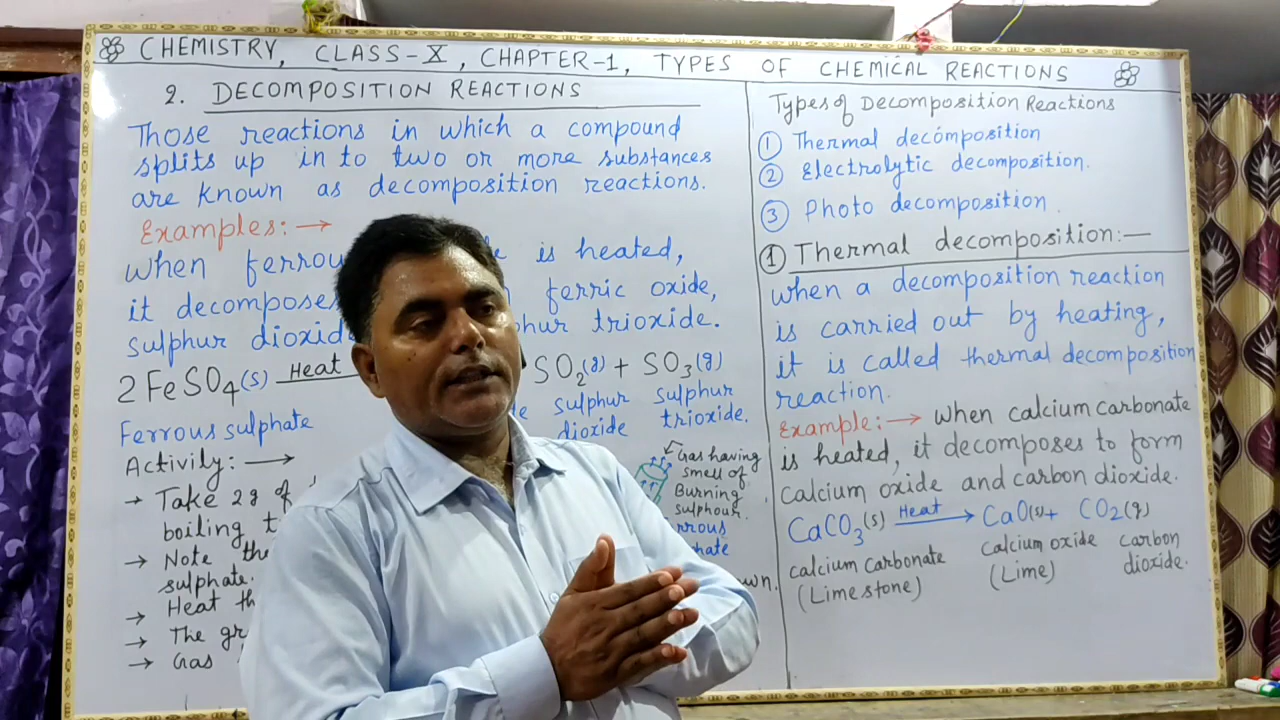 CHEMISTRY, CLASS-X, CHAPTER-1, TYPES OF CHEMICAL REACTIONS
2. DECOMPOSITION REACTIONS
Those reactions in which a compound
splits up in to two or more substances
are known as decomposition reactions.
Examples:→
When is heated,
it ferric oxide,
sulphur trioxide.
2FeSO₄(s) Heat SO₂(g) + SO₃(g)
Ferrous sulphate sulphur sulphur
dioxide trioxide.
Activity:→
→ Take 2g of
boiling
→ Note the
sulphate.
→ Heat
→ The
→ Gas
Gas having
smell of
Burning
sulphour.
Types of Decomposition Reactions
① Thermal decomposition
② Electrolytic decomposition.
③ Photo decomposition.
① Thermal decomposition:—
When a decomposition reaction
is carried out by heating,
it is called thermal decomposition
reaction.
Example:→ When calcium carbonate
is heated, it decomposes to form
calcium oxide and carbon dioxide.
CaCO₃(s) Heat→ CaO(s)+ CO₂(g)
calcium carbonate calcium oxide carbon
(Limestone) (Lime) dioxide.